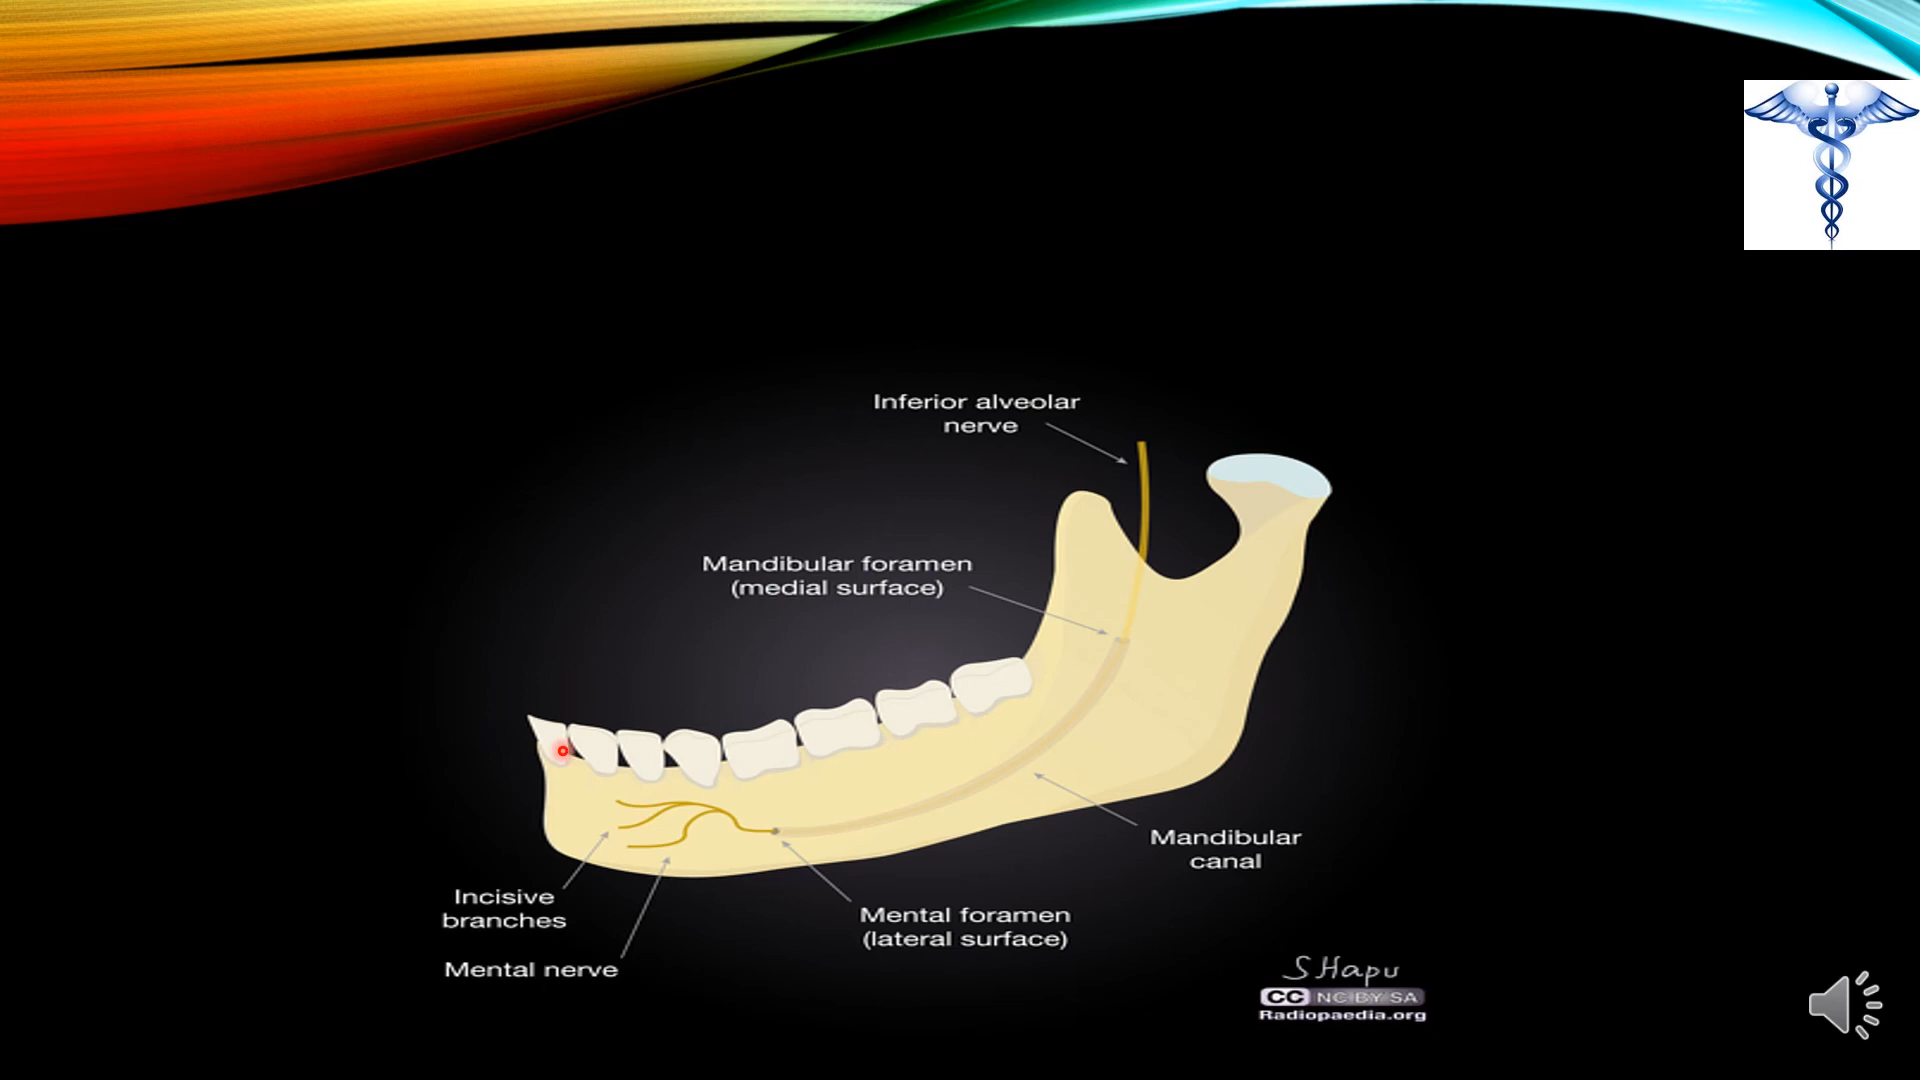 Inferior alveolar
nerve
Mandibular foramen
(medial surface)
Mandibular
canal
Incisive
branches
Mental foramen
(lateral surface)
Mental nerve
S Hapu
CC NC BY SA
Radiopaedia.org